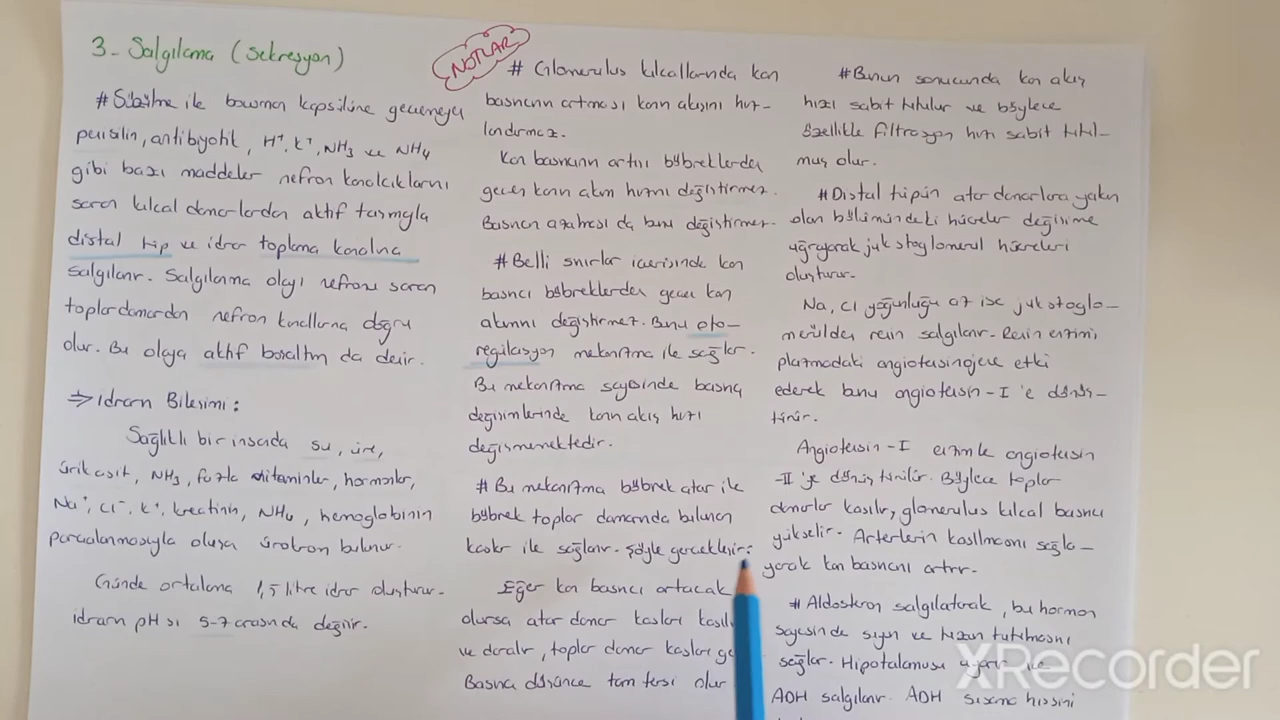 3- Salgılama (Sekresyon)
# Süzülme ile bowman kapsülüne geçemeyen
penisilin, antibiyotik, H⁺, K⁺, NH3 ve NH4
gibi bazı maddeler nefron kanalcıklarını
saran kılcal damarlardan aktif taşımayla
distal tüp ve idrar toplama kanalına
salgılanır. Salgılanma olayı nefronu saran
toplardamardan nefron kanallarına doğru
olur. Bu olaya aktif boşaltım da denir.
⇒ İdrarın Bileşimi:
Sağlıklı bir insanda su, üre,
ürik asit, NH3, fazla vitaminler, hormonlar,
Na⁺, Cl⁻, K⁺, kreatinin, NH4, hemoglobinin
parçalanmasıyla oluşan ürobilin bulunur.
Günde ortalama 1,5 litre idrar oluşturur.
idrarın pH sı 5-7 arasında değişir.
NOTLAR
# Glomerulus kılcallarında kan
basıncının artması kanın akışını hız-
landırmaz.
Kan basıncının artışı böbreklerden
geçen kanın akım hızını değiştirmez.
Basıncın azalması da bunu değiştirmez.
# Belli sınırlar içerisinde kan
basıncı böbreklerden geçen kan
akımını değiştirmez. Bunu oto-
regülasyon mekanizma ile sağlar.
Bu mekanizma sayesinde basınç
değişimlerinde kanın akış hızı
değişmemektedir.
# Bu mekanizma böbrek atar ile
böbrek toplar damarında bulunan
kaslar ile sağlanır. Şöyle gerçekleşir:
Eğer kan basıncı artacak
olursa atar damar kasları kasılır
ve daralır, toplar damar kasları
Basınç düşünce tam tersi olur
# Bunun sonucunda kan akış
hızı sabit tutulur ve böylece
özellikle filtrasyon hızı sabit tutul-
muş olur.
# Distal tüpün atar damarlara yakın
olan bölümündeki hücreler değişime
uğrayarak jukstaglomerul hücreleri
oluşturur.
Na, Cl yoğunluğu az ise jukstaglo-
merülden renin salgılanır. Renin enzimi,
plazmadaki angiotensinojene etki
ederek bunu angiotensin-I'e dönüş-
türür.
Angiotensin-I enzimle angiotensin
-II'ye dönüştürülür. Böylece toplar
damarlar kasılır, glomerulus kılcal basıncı
yükselir. Arterlerin kasılmasını sağla-
yarak kan basıncını artırır.
# Aldosteron salgılatarak, bu hormon
sayesinde suyun ve tuzun tutulmasını
sağlar. Hipotalamusu uyarır ile
ADH salgılanır. ADH susama hissini
XRecorder